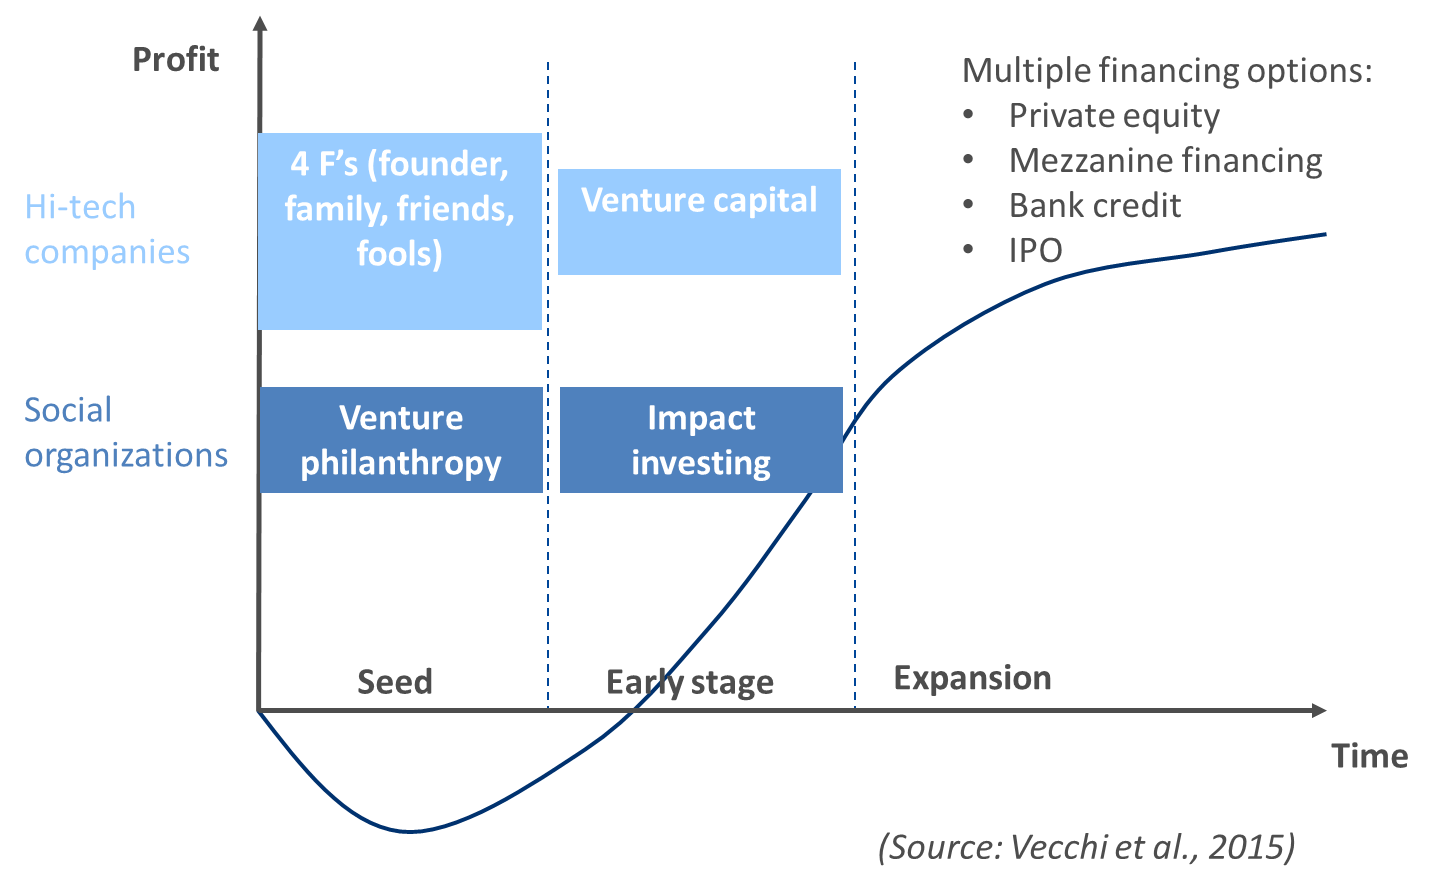 Profit
Multiple financing options:
• Private equity
• Mezzanine financing
• Bank credit
• IPO
Hi-tech
companies
4 F’s (founder,
family, friends,
fools)
Venture capital
Social
organizations
Venture
philanthropy
Impact
investing
Seed
Early stage
Expansion
Time
(Source: Vecchi et al., 2015)